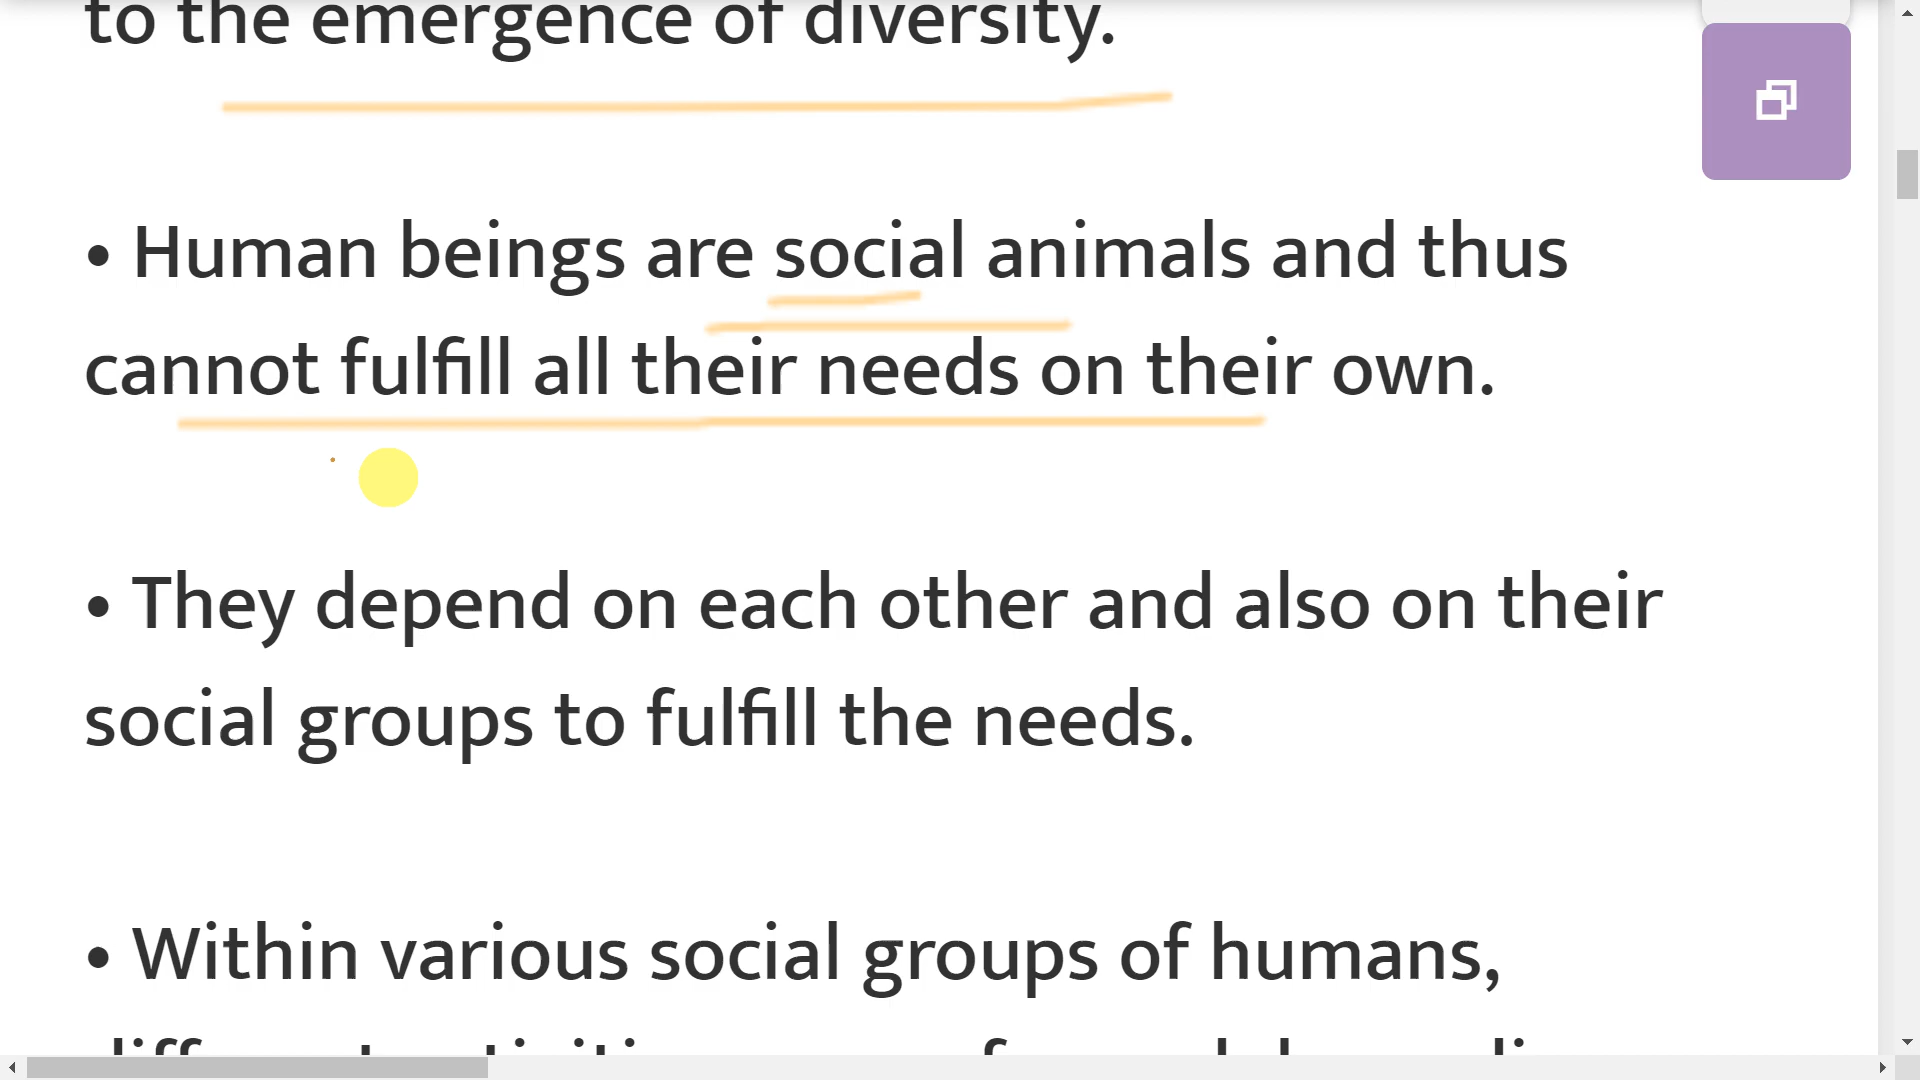 to the emergence of diversity.
• Human beings are social animals and thus
cannot fulfill all their needs on their own.
• They depend on each other and also on their
social groups to fulfill the needs.
• Within various social groups of humans,